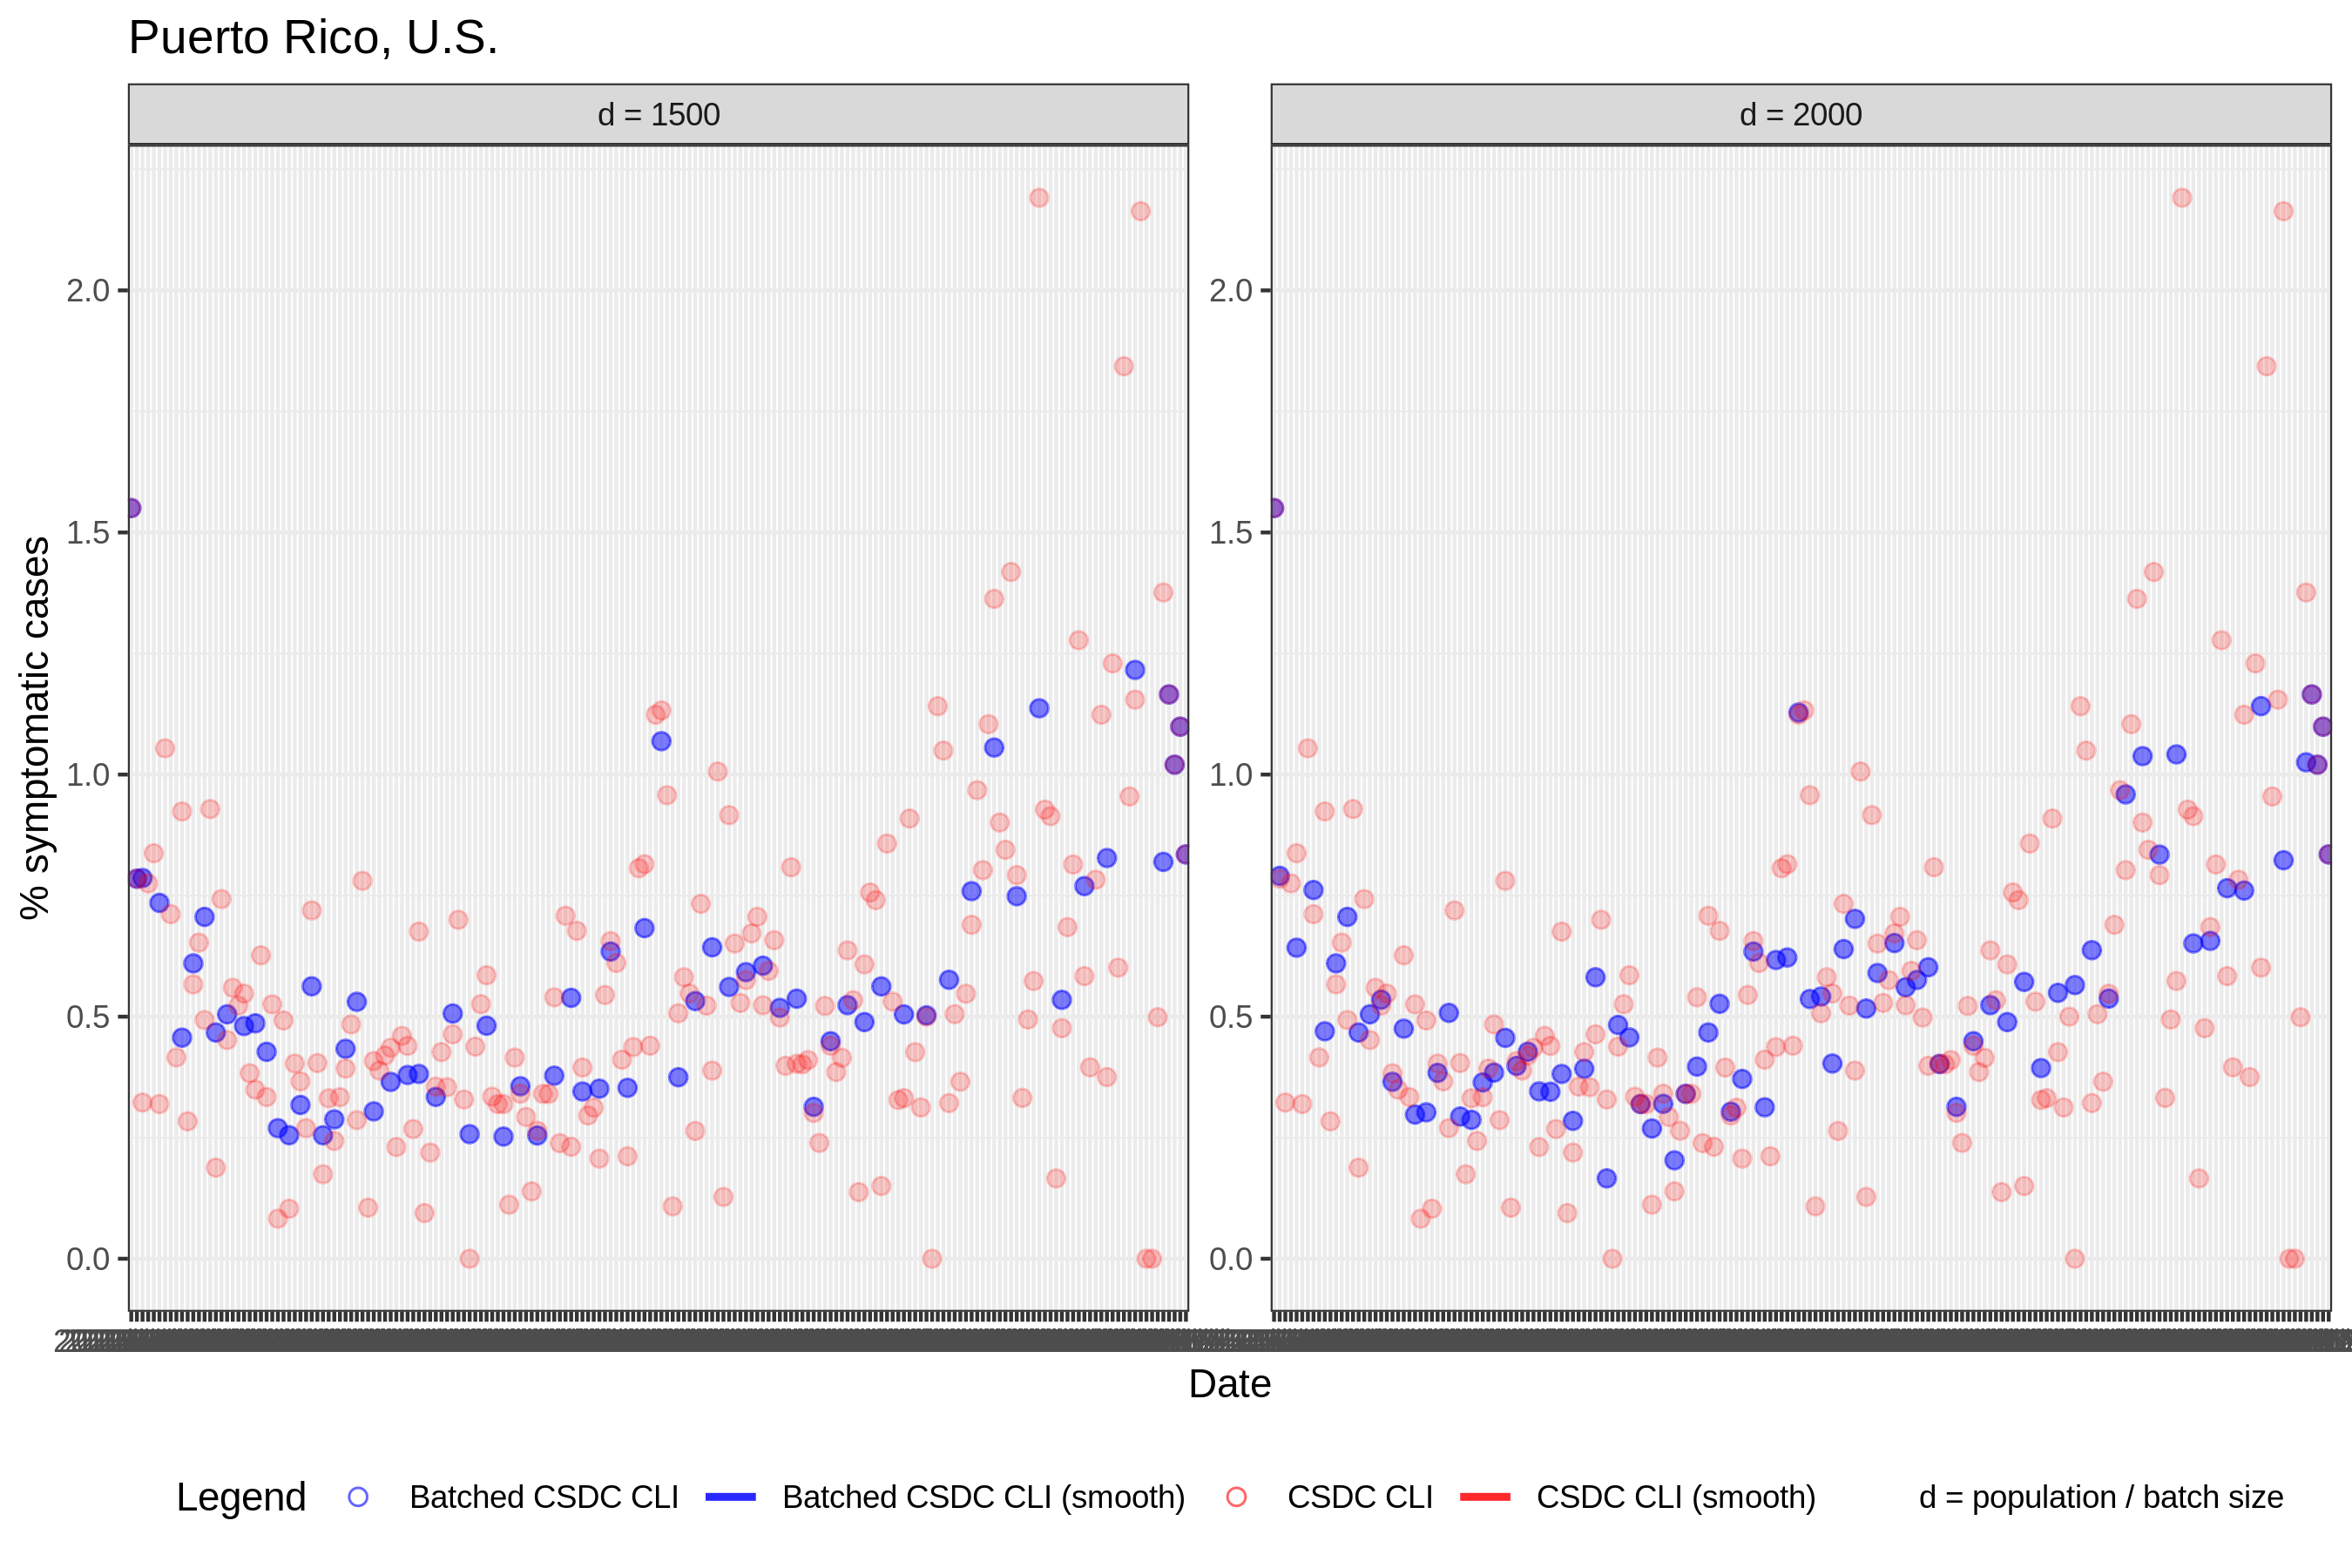 Puerto Rico, U.S.
d = 1500
d = 2000
% symptomatic cases
2.0
1.5
1.0
0.5
0.0
2.0
1.5
1.0
0.5
0.0
Date
Legend
Batched CSDC CLI
Batched CSDC CLI (smooth)
CSDC CLI
CSDC CLI (smooth)
d = population / batch size